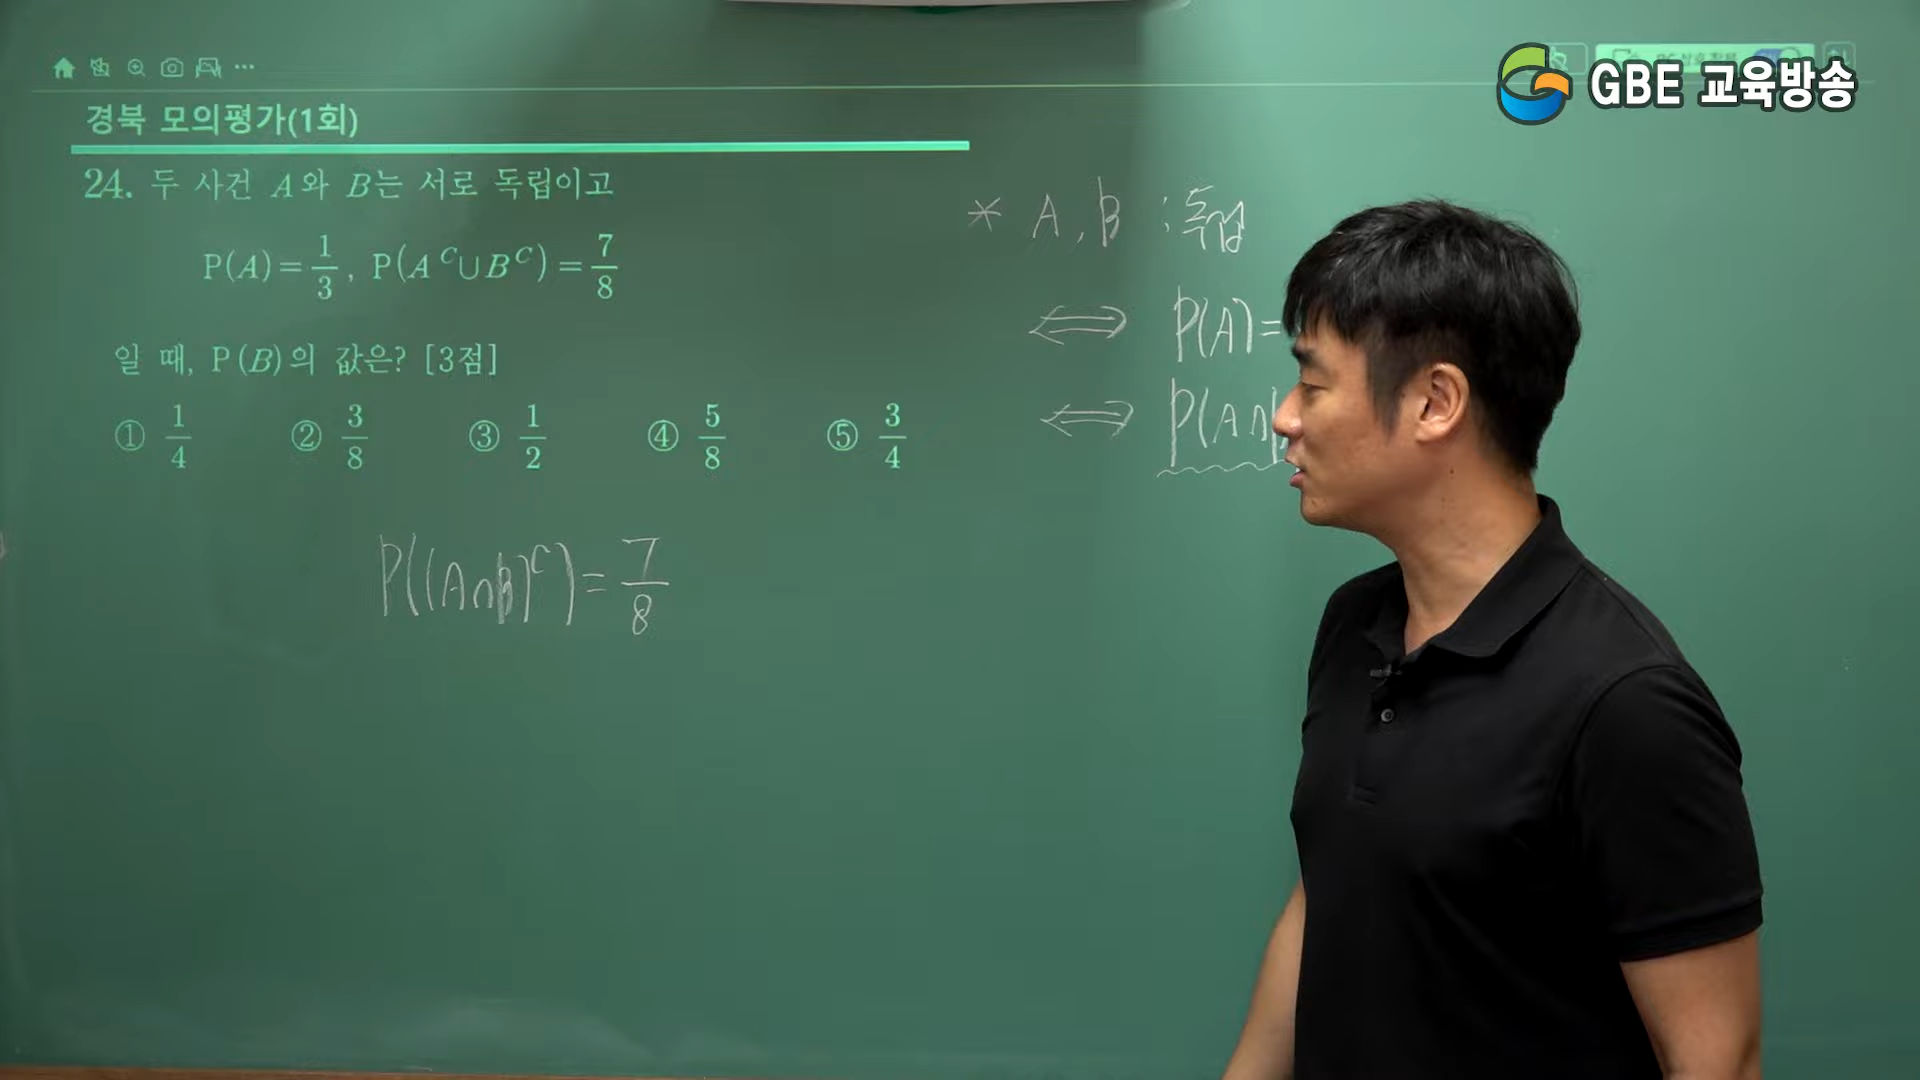 GBE 교육방송
경북 모의평가(1회)
24. 두 사건 A와 B는 서로 독립이고
P(A)=1/3, P(A^C∪B^C)=7/8
일 때, P(B)의 값은? [3점]
① 1/4 ② 3/8 ③ 1/2 ④ 5/8 ⑤ 3/4
P((A∩B)^C)=7/8
* A, B : 독립
⇔ P(A)=
⇔ P(A∩B